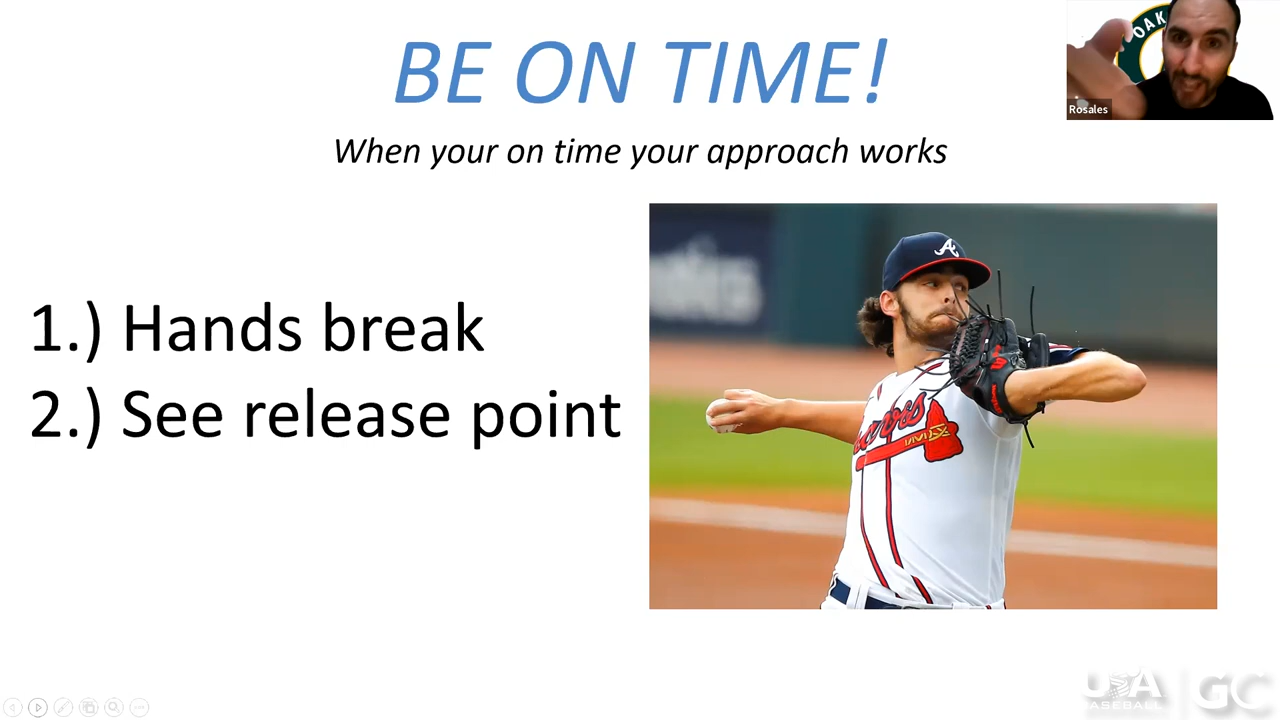 BE ON TIME!
OAK
Rosales
When your on time your approach works
1.) Hands break
2.) See release point
A
Braves
USA
BASEBALL
GC